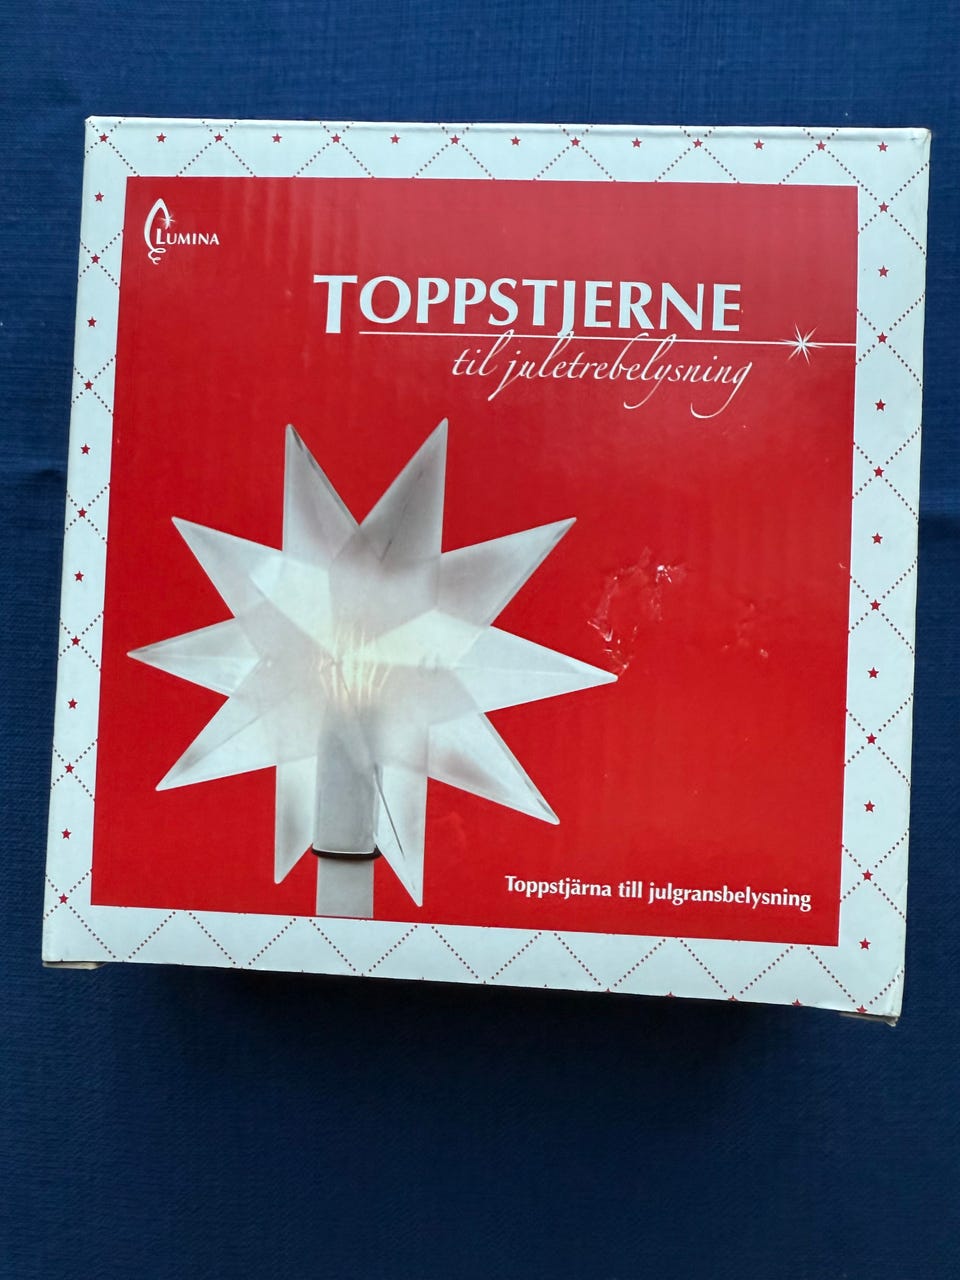 LUMINA
TOPPSTJERNE
til juletrebelysning
Toppstjärna till julgransbelysning